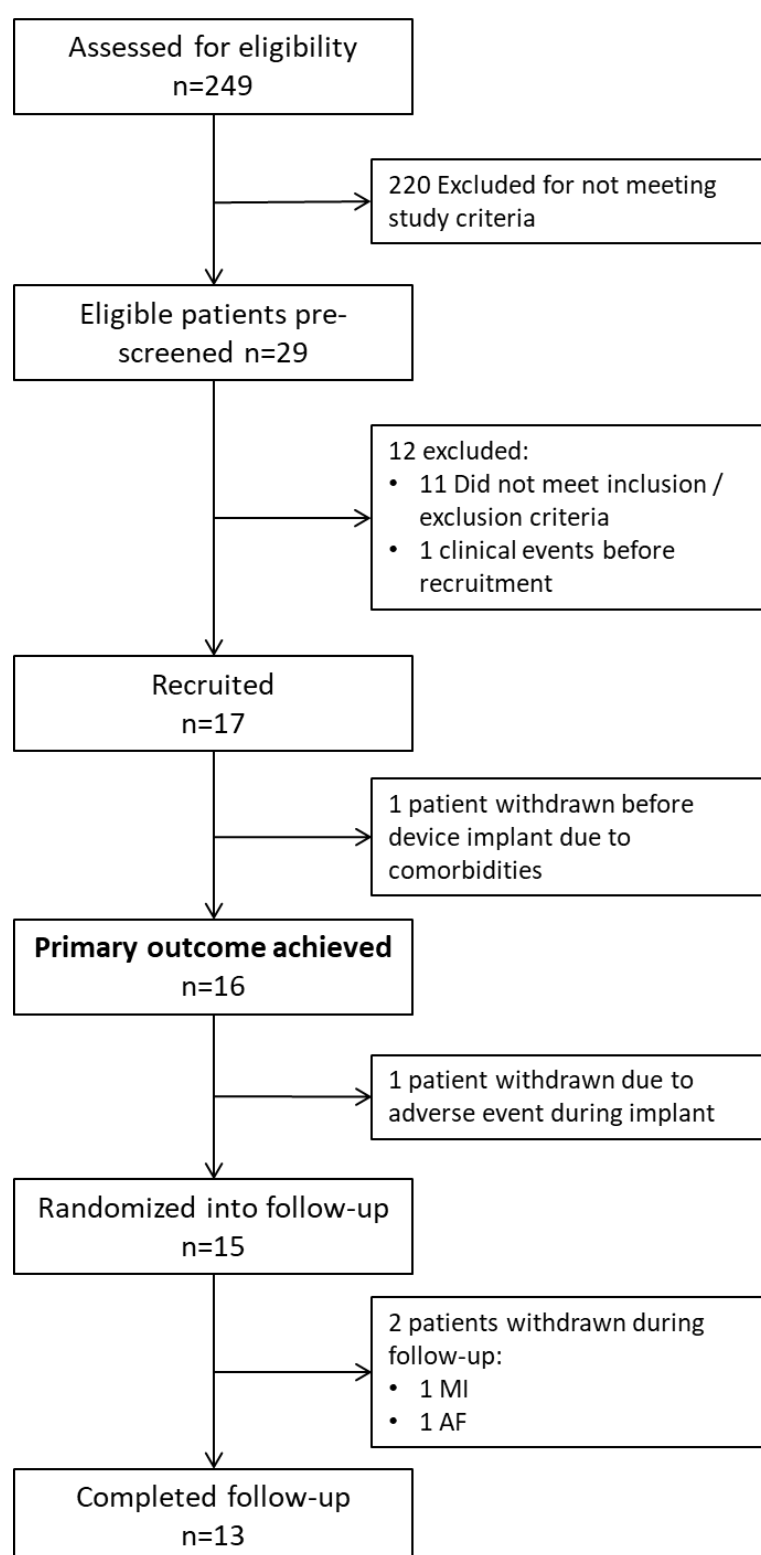 Assessed for eligibility
n=249
220 Excluded for not meeting
study criteria
Eligible patients pre-
screened n=29
12 excluded:
• 11 Did not meet inclusion /
exclusion criteria
• 1 clinical events before
recruitment
Recruited
n=17
1 patient withdrawn before
device implant due to
comorbidities
Primary outcome achieved
n=16
1 patient withdrawn due to
adverse event during implant
Randomized into follow-up
n=15
2 patients withdrawn during
follow-up:
• 1 MI
• 1 AF
Completed follow-up
n=13